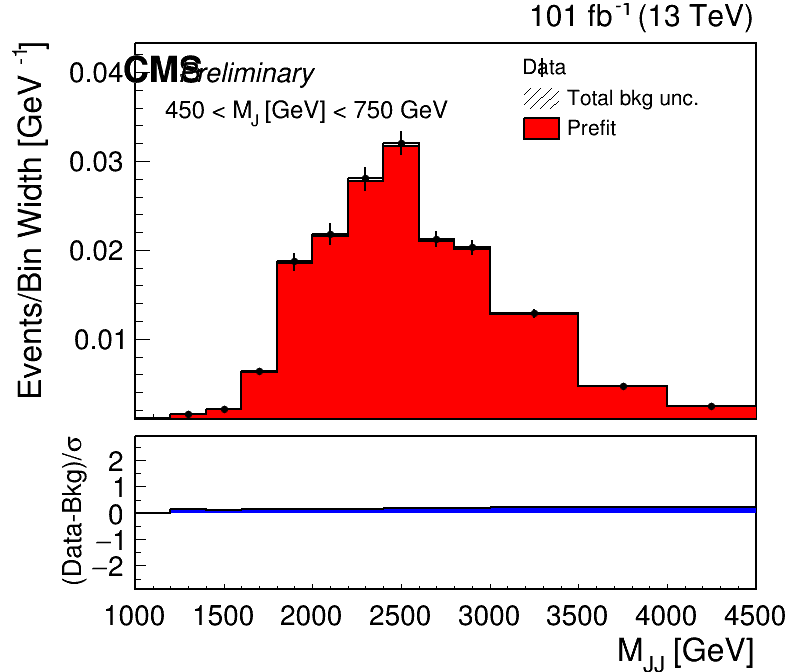 101 fb⁻¹ (13 TeV)
CMS Preliminary
450 < M_J [GeV] < 750 GeV
Data
Total bkg unc.
Prefit
Events/Bin Width [GeV⁻¹]
0.04
0.03
0.02
0.01
(Data-Bkg)/σ
2
1
0
−1
−2
1000 1500 2000 2500 3000 3500 4000 4500
M_JJ [GeV]